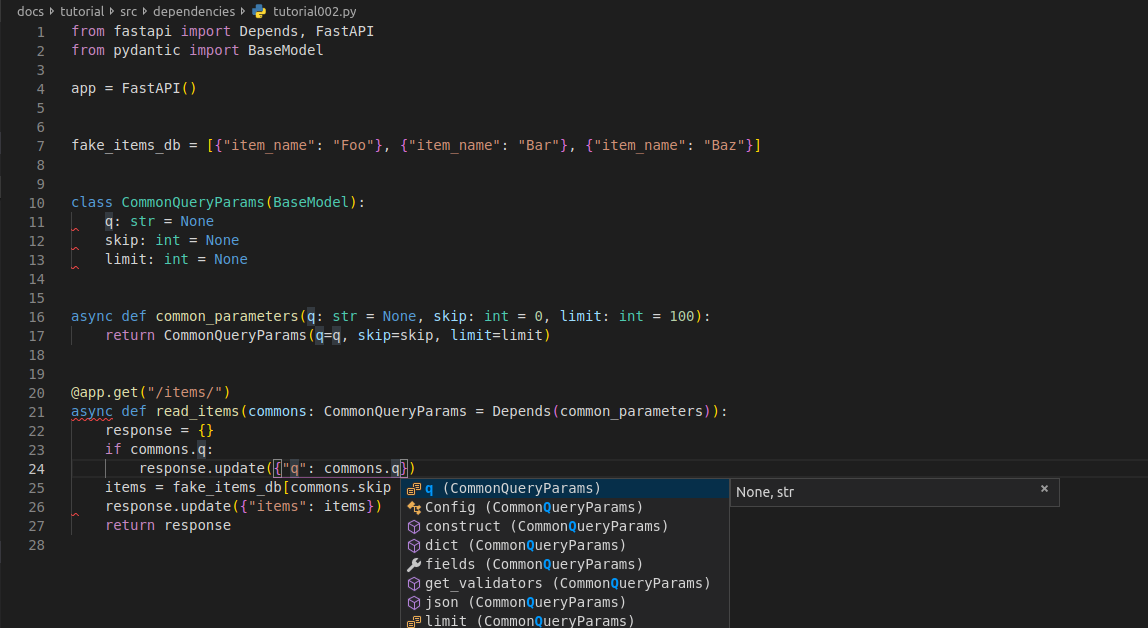 docs tutorial src dependencies tutorial002.py
1 from fastapi import Depends, FastAPI
2 from pydantic import BaseModel
3
4 app = FastAPI()
5
6
7 fake_items_db = [{"item_name": "Foo"}, {"item_name": "Bar"}, {"item_name": "Baz"}]
8
9
10 class CommonQueryParams(BaseModel):
11 q: str = None
12 skip: int = None
13 limit: int = None
14
15
16 async def common_parameters(q: str = None, skip: int = 0, limit: int = 100):
17 return CommonQueryParams(q=q, skip=skip, limit=limit)
18
19
20 @app.get("/items/")
21 async def read_items(commons: CommonQueryParams = Depends(common_parameters)):
22 response = {}
23 if commons.q:
24 response.update({"q": commons.q})
25 items = fake_items_db[commons.skip
26 response.update({"items": items})
27 return response
28
q (CommonQueryParams)
None, str ×
Config (CommonQueryParams)
construct (CommonQueryParams)
dict (CommonQueryParams)
fields (CommonQueryParams)
get_validators (CommonQueryParams)
json (CommonQueryParams)
limit (CommonQueryParams)